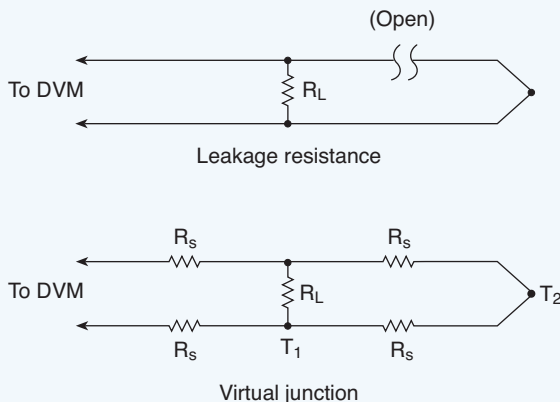 (Open)
To DVM
R_L
Leakage resistance
R_s R_s
To DVM
R_L
T_2
R_s T_1 R_s
Virtual junction